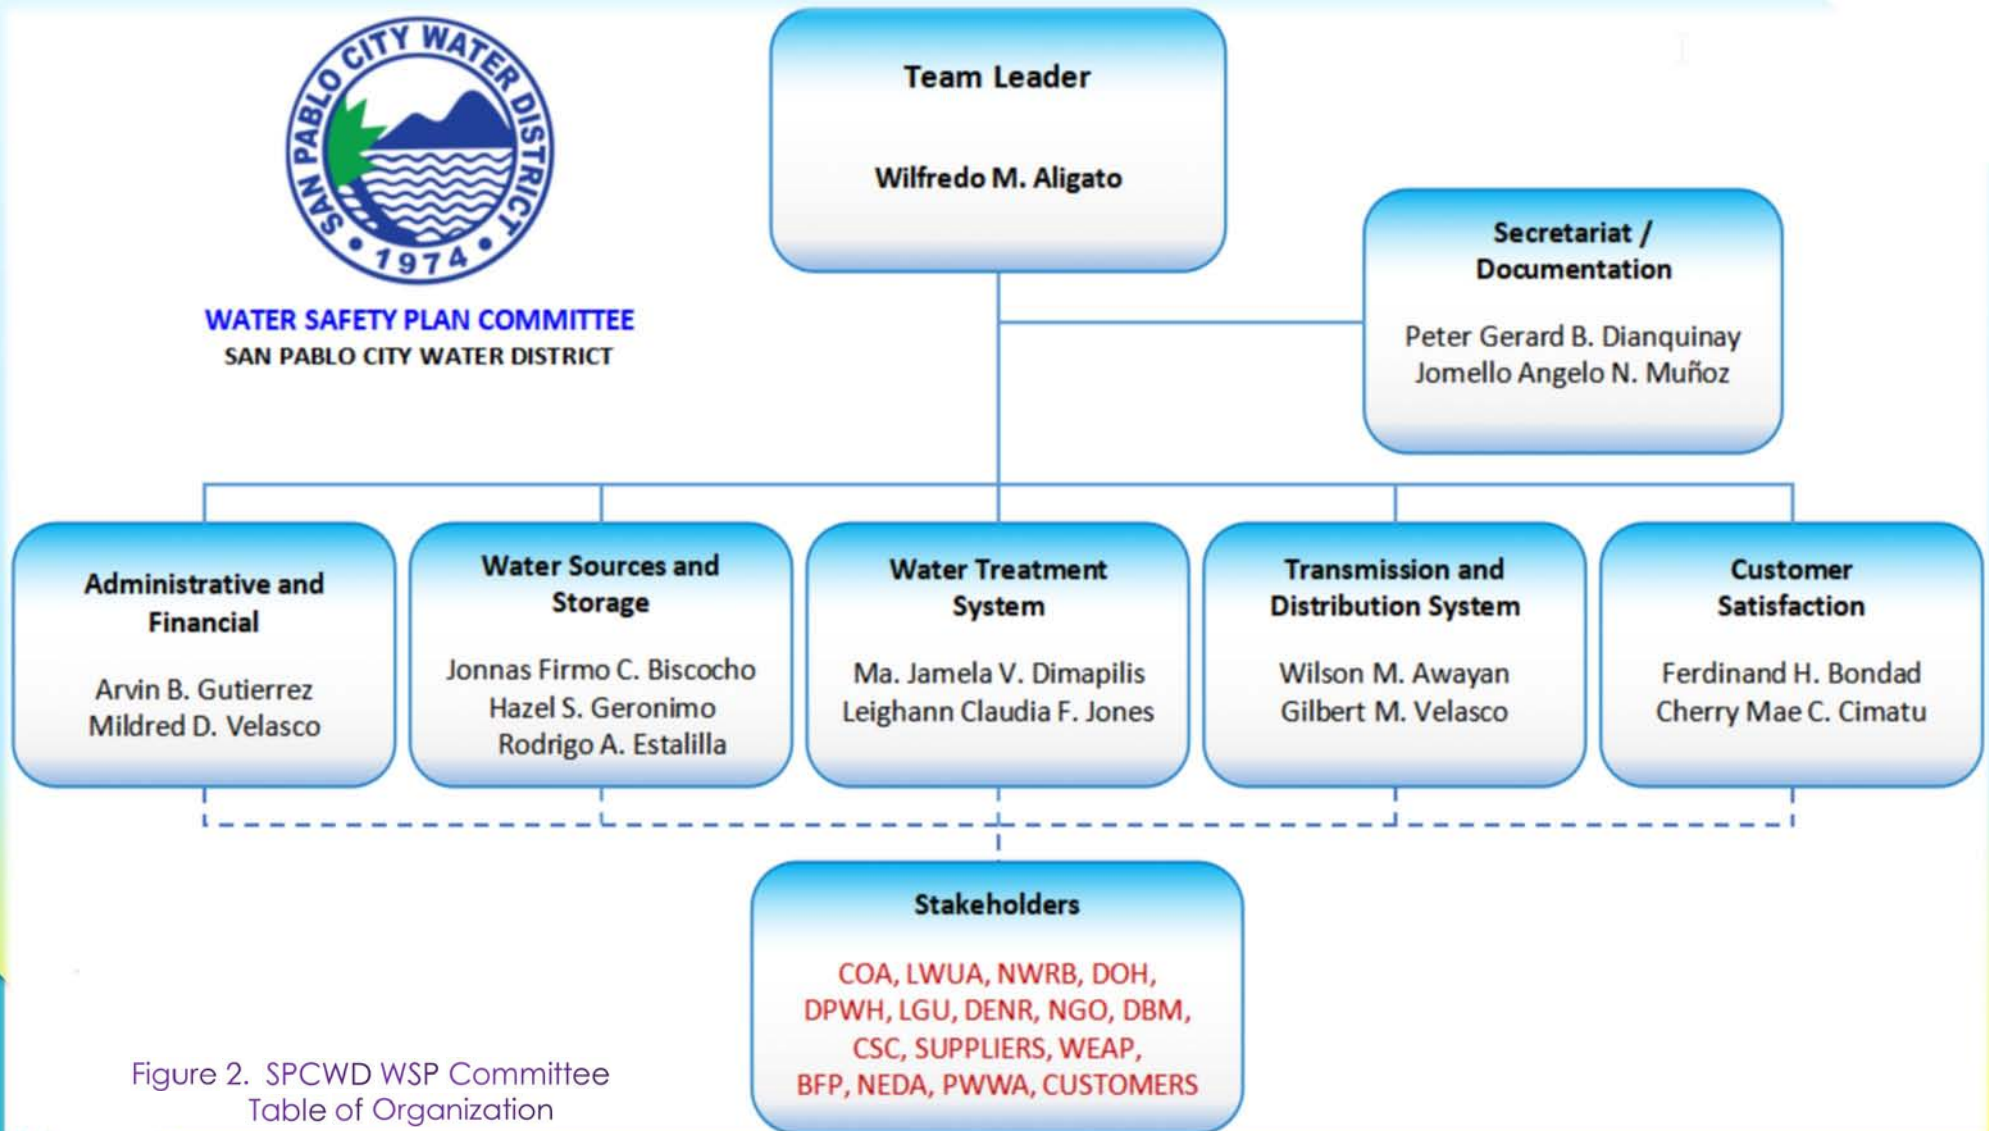 SAN PABLO CITY WATER DISTRICT
• 1974 •
WATER SAFETY PLAN COMMITTEE
SAN PABLO CITY WATER DISTRICT
Team Leader
Wilfredo M. Aligato
Secretariat /
Documentation
Peter Gerard B. Dianquinay
Jomello Angelo N. Muñoz
Administrative and
Financial
Arvin B. Gutierrez
Mildred D. Velasco
Water Sources and
Storage
Jonnas Firmo C. Biscocho
Hazel S. Geronimo
Rodrigo A. Estalilla
Water Treatment
System
Ma. Jamela V. Dimapilis
Leighann Claudia F. Jones
Transmission and
Distribution System
Wilson M. Awayan
Gilbert M. Velasco
Customer
Satisfaction
Ferdinand H. Bondad
Cherry Mae C. Cimatu
Stakeholders
COA, LWUA, NWRB, DOH,
DPWH, LGU, DENR, NGO, DBM,
CSC, SUPPLIERS, WEAP,
BFP, NEDA, PWWA, CUSTOMERS
Figure 2. SPCWD WSP Committee
Table of Organization